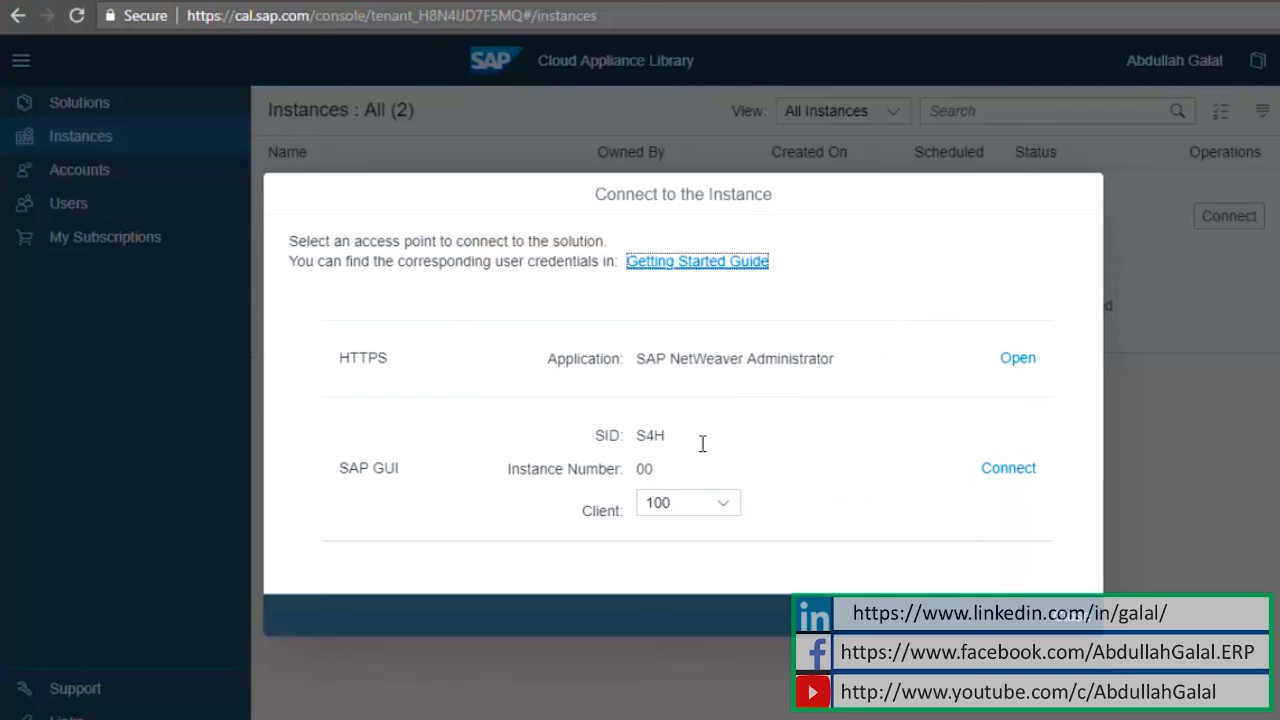 Secure https://cal.sap.com/console/tenant_H8N4IJD7F5MQ#/instances
SAP Cloud Appliance Library Abdullah Galal
Solutions
Instances
Accounts
Users
My Subscriptions
Support
Instances : All (2) View: All Instances Search
Name Owned By Created On Scheduled Status Operations
Connect
Connect to the Instance
Select an access point to connect to the solution.
You can find the corresponding user credentials in: Getting Started Guide
HTTPS Application: SAP NetWeaver Administrator Open
SID: S4H
SAP GUI Instance Number: 00 Connect
Client: 100
in https://www.linkedin.com/in/galal/
f https://www.facebook.com/AbdullahGalal.ERP
http://www.youtube.com/c/AbdullahGalal